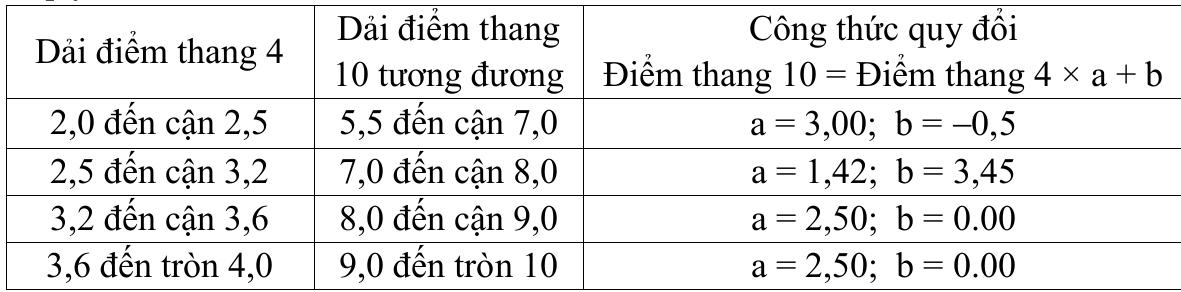 Dải điểm thang 4
Dải điểm thang
10 tương đương
Công thức quy đổi
Điểm thang 10 = Điểm thang 4 × a + b
2,0 đến cận 2,5
5,5 đến cận 7,0
a = 3,00; b = –0,5
2,5 đến cận 3,2
7,0 đến cận 8,0
a = 1,42; b = 3,45
3,2 đến cận 3,6
8,0 đến cận 9,0
a = 2,50; b = 0.00
3,6 đến tròn 4,0
9,0 đến tròn 10
a = 2,50; b = 0.00